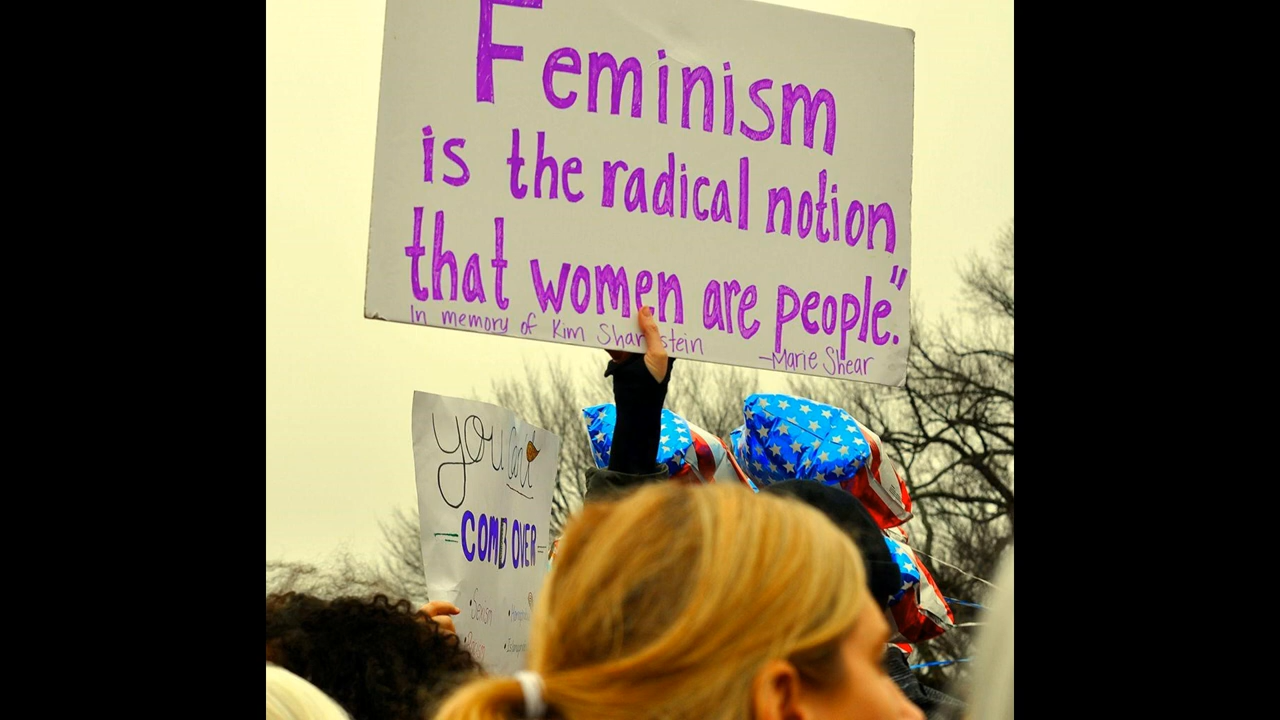 Feminism
is the radical notion
that women are people."
In memory of Kim
—Marie Shear
you can't
COMB OVER
• Sexism